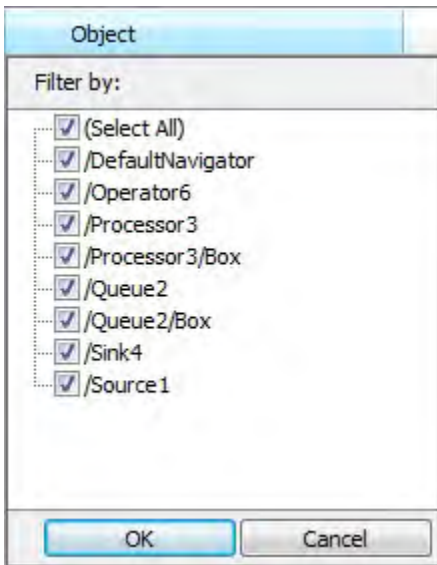 Object
Filter by:
(Select All)
/DefaultNavigator
/Operator6
/Processor3
/Processor3/Box
/Queue2
/Queue2/Box
/Sink4
/Source1
OK Cancel